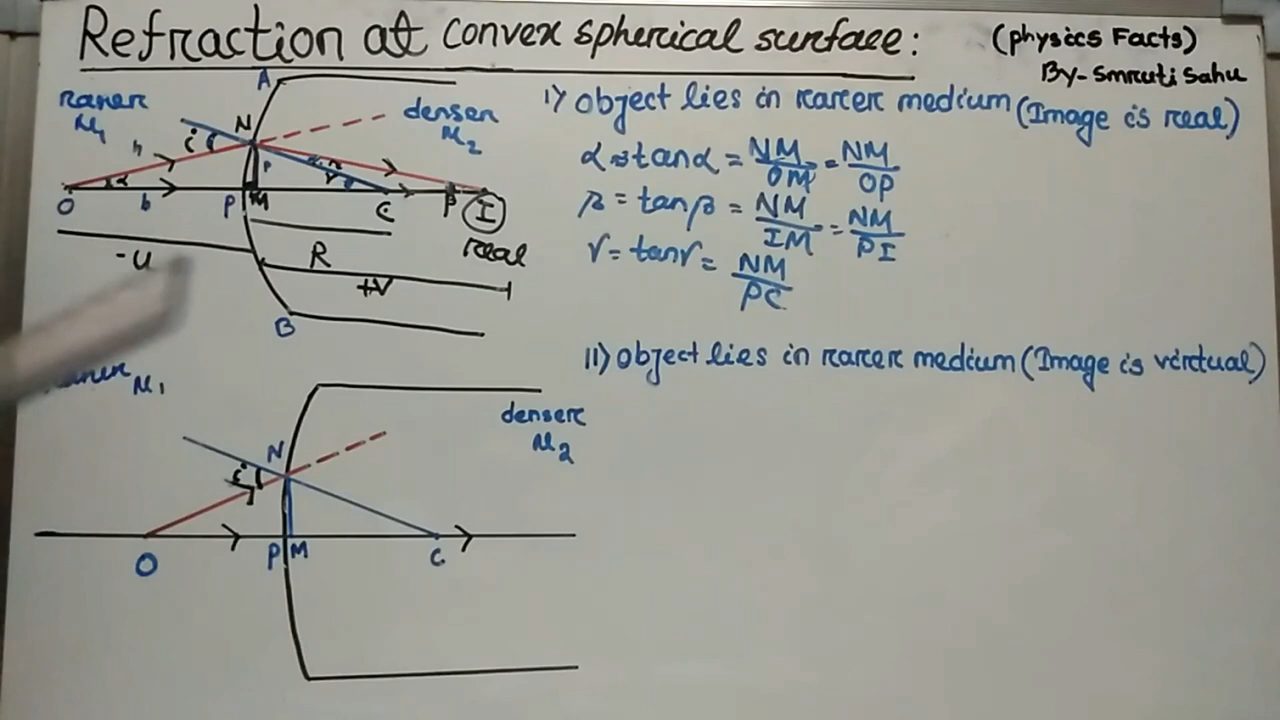 Refraction at convex spherical surface:
(physics Facts)
By- Smruti Sahu
A
rarer
μ1
N
denser
μ2
i
r
α
γ
β
O
P
M
C
I
Real
-u
R
+v
B
1) object lies in rarer medium (Image is real)
α ≈ tanα = NM/OM = NM/OP
β = tanβ = NM/IM = NM/PI
γ = tanγ = NM/PC
μ1
denser
μ2
N
i
O
P
M
C
11) object lies in rarer medium (Image is virtual)